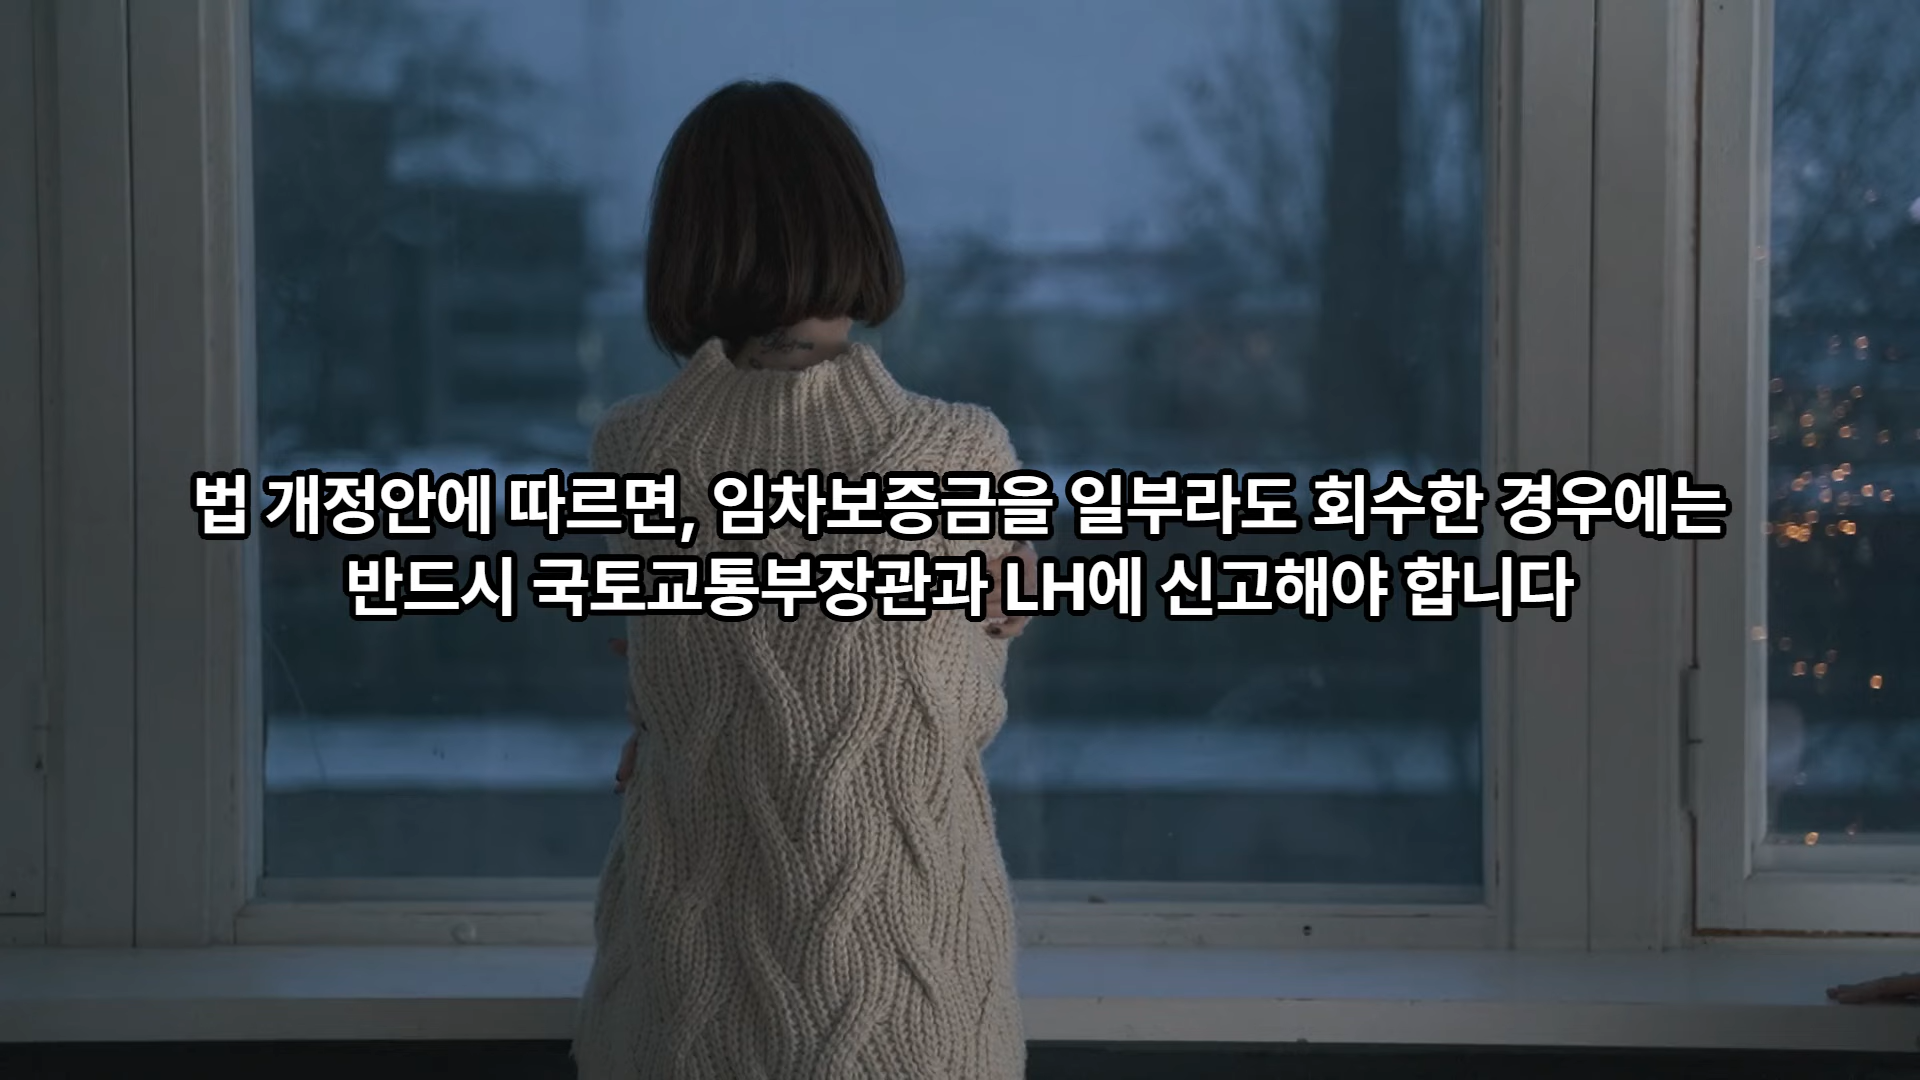 법 개정안에 따르면, 임차보증금을 일부라도 회수한 경우에는
반드시 국토교통부장관과 LH에 신고해야 합니다